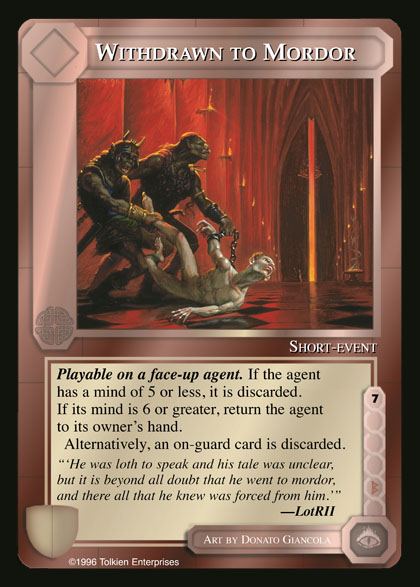 Withdrawn to Mordor
Short-event
Playable on a face-up agent. If the agent
has a mind of 5 or less, it is discarded.
If its mind is 6 or greater, return the agent
to its owner's hand.
Alternatively, an on-guard card is discarded.
"'He was loth to speak and his tale was unclear,
but it is beyond all doubt that he went to mordor,
and there all that he knew was forced from him.'"
—LotRII
7
Art by Donato Giancola
©1996 Tolkien Enterprises